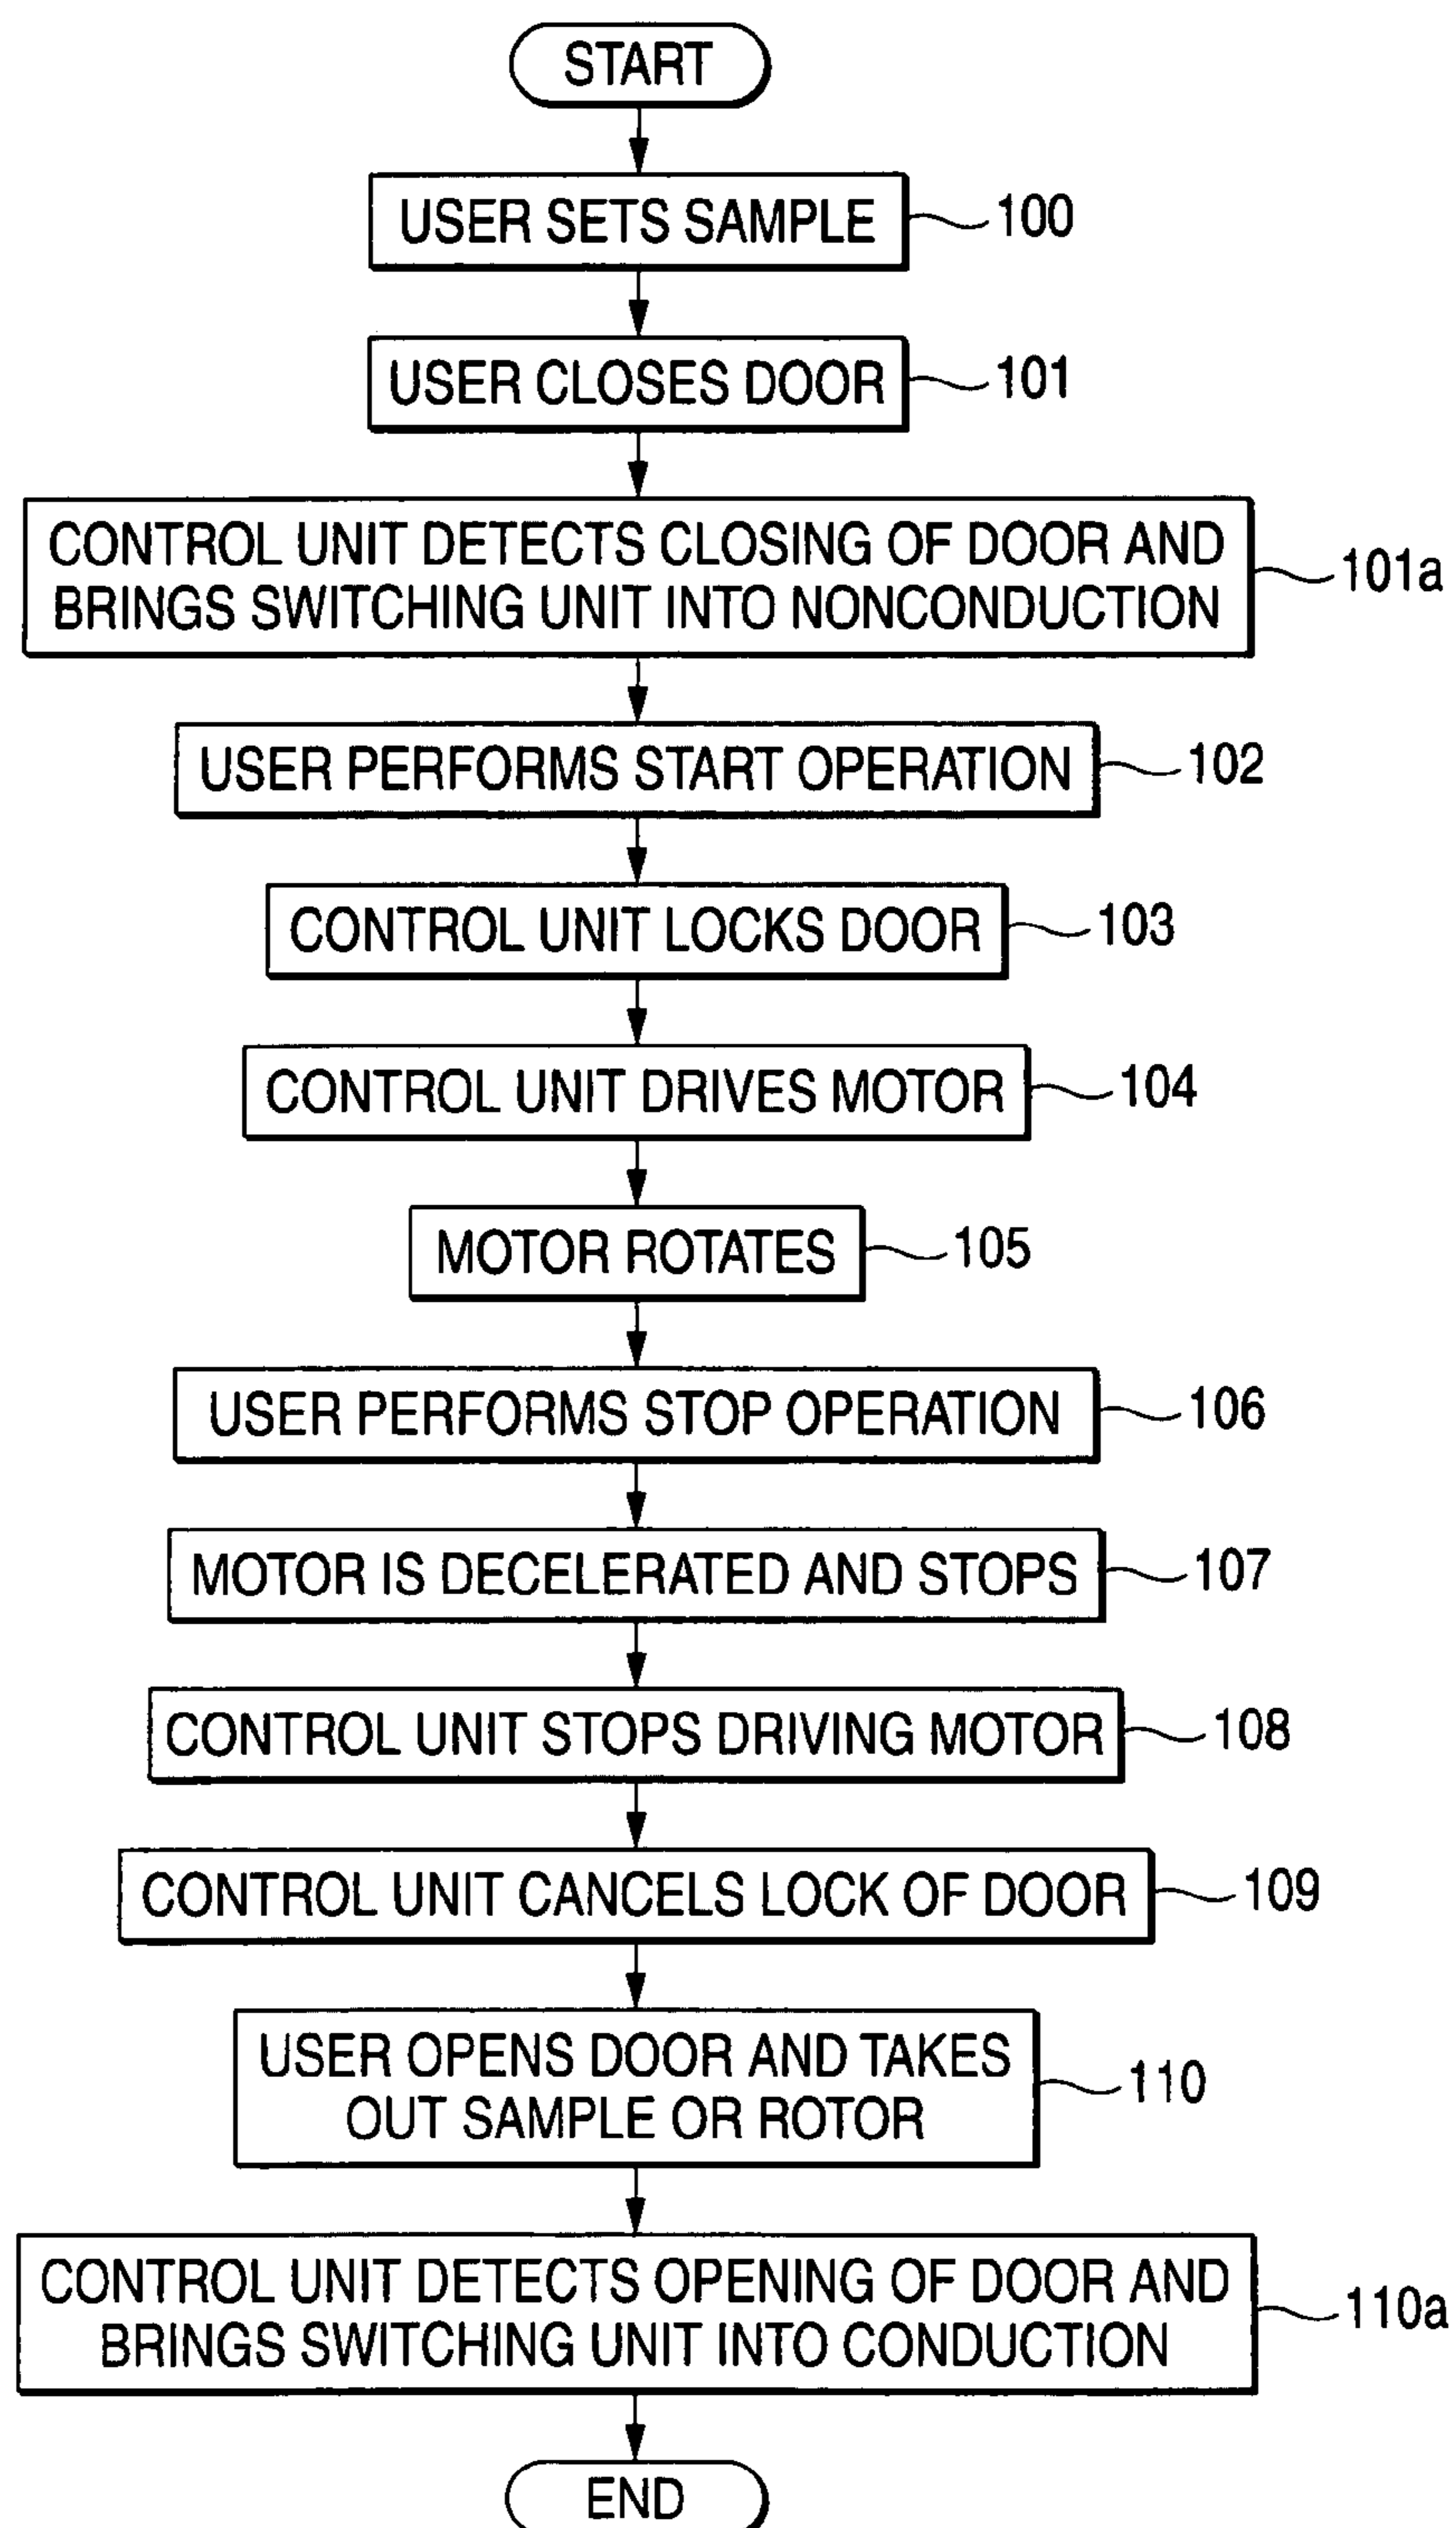 START
USER SETS SAMPLE
100
USER CLOSES DOOR
101
CONTROL UNIT DETECTS CLOSING OF DOOR AND
BRINGS SWITCHING UNIT INTO NONCONDUCTION
101a
USER PERFORMS START OPERATION
102
CONTROL UNIT LOCKS DOOR
103
CONTROL UNIT DRIVES MOTOR
104
MOTOR ROTATES
105
USER PERFORMS STOP OPERATION
106
MOTOR IS DECELERATED AND STOPS
107
CONTROL UNIT STOPS DRIVING MOTOR
108
CONTROL UNIT CANCELS LOCK OF DOOR
109
USER OPENS DOOR AND TAKES
OUT SAMPLE OR ROTOR
110
CONTROL UNIT DETECTS OPENING OF DOOR AND
BRINGS SWITCHING UNIT INTO CONDUCTION
110a
END